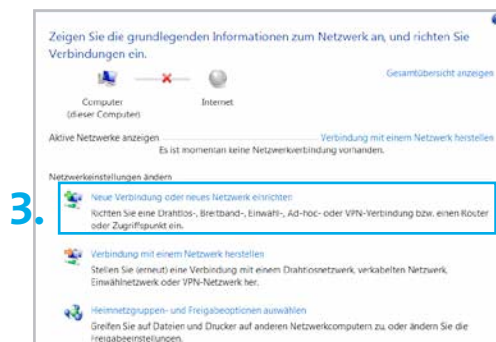 Zeigen Sie die grundlegenden Informationen zum Netzwerk an, und richten Sie
Verbindungen ein.
Gesamtübersicht anzeigen
Computer
(dieser Computer)
Internet
Aktive Netzwerke anzeigen
Verbindung mit einem Netzwerk herstellen
Es ist momentan keine Netzwerkverbindung vorhanden.
Netzwerkeinstellungen ändern
3.
Neue Verbindung oder neues Netzwerk einrichten
Richten Sie eine Drahtlos-, Breitband-, Einwähl-, Ad-hoc- oder VPN-Verbindung bzw. einen Router
oder Zugriffspunkt ein.
Verbindung mit einem Netzwerk herstellen
Stellen Sie (erneut) eine Verbindung mit einem Drahtlosnetzwerk, verkabelten Netzwerk,
Einwählnetzwerk oder VPN-Netzwerk her.
Heimnetzgruppen- und Freigabeoptionen auswählen
Greifen Sie auf Dateien und Drucker auf anderen Netzwerkcomputern zu, oder ändern Sie die
Freigabeeinstellungen.